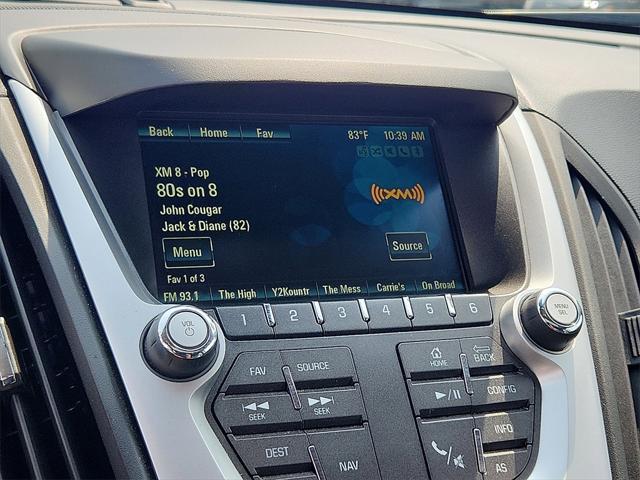 Back Home Fav 83°F 10:39 AM
XM 8 - Pop
80s on 8
XM
John Cougar
Jack & Diane (82)
Menu Source
Fav 1 of 3
FM 93.1 The High Y2Kountr The Mess Carrie's On Broad
1 2 3 4 5 6
VOL
MENU
SEL
FAV SOURCE
HOME BACK
SEEK SEEK
CONFIG
DEST NAV
INFO
AS